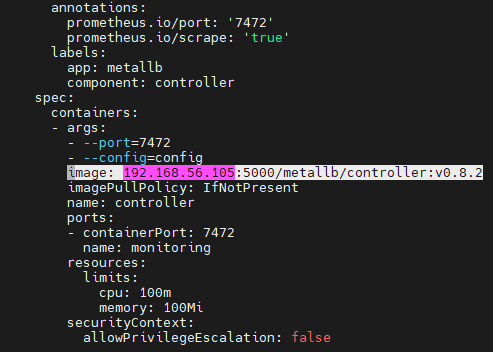 annotations:
prometheus.io/port: '7472'
prometheus.io/scrape: 'true'
labels:
app: metallb
component: controller
spec:
containers:
- args:
- --port=7472
- --config=config
image: 192.168.56.105:5000/metallb/controller:v0.8.2
imagePullPolicy: IfNotPresent
name: controller
ports:
- containerPort: 7472
name: monitoring
resources:
limits:
cpu: 100m
memory: 100Mi
securityContext:
allowPrivilegeEscalation: false